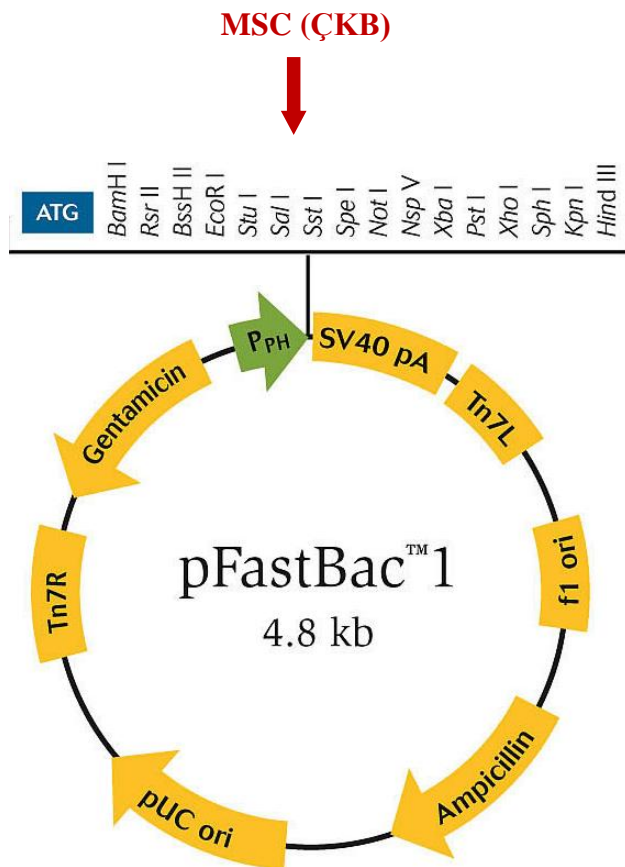 MSC (ÇKB)
ATG
BamH I
Rsr II
BssH II
EcoR I
Stu I
Sal I
Sst I
Spe I
Not I
Nsp V
Xba I
Pst I
Xho I
Sph I
Kpn I
Hind III
PPH
SV40 pA
Tn7L
f1 ori
Ampicillin
pUC ori
Tn7R
Gentamicin
pFastBac™1
4.8 kb